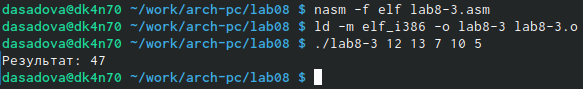 dasadova@dk4n70 ~/work/arch-pc/lab08 $ nasm -f elf lab8-3.asm
dasadova@dk4n70 ~/work/arch-pc/lab08 $ ld -m elf_i386 -o lab8-3 lab8-3.o
dasadova@dk4n70 ~/work/arch-pc/lab08 $ ./lab8-3 12 13 7 10 5
Результат: 47
dasadova@dk4n70 ~/work/arch-pc/lab08 $